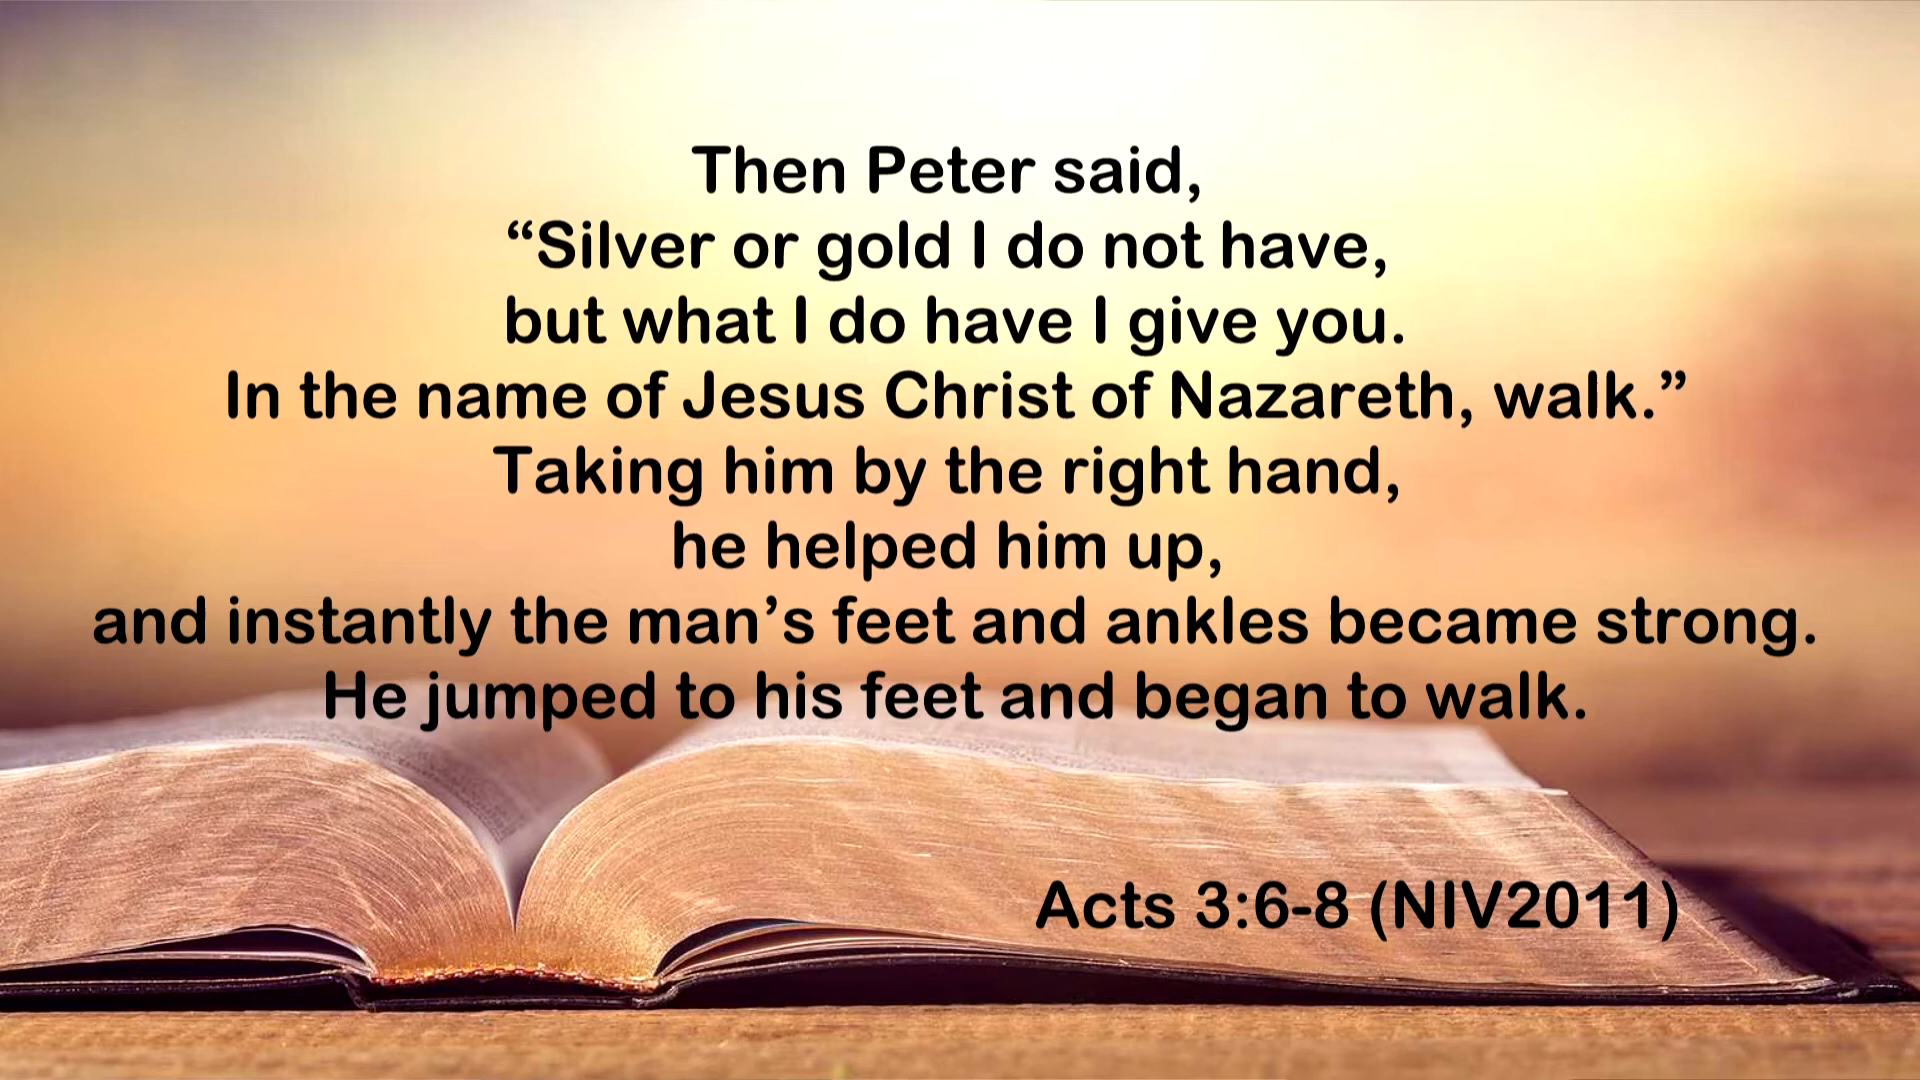 Then Peter said,
“Silver or gold I do not have,
but what I do have I give you.
In the name of Jesus Christ of Nazareth, walk.”
Taking him by the right hand,
he helped him up,
and instantly the man’s feet and ankles became strong.
He jumped to his feet and began to walk.
Acts 3:6-8 (NIV2011)